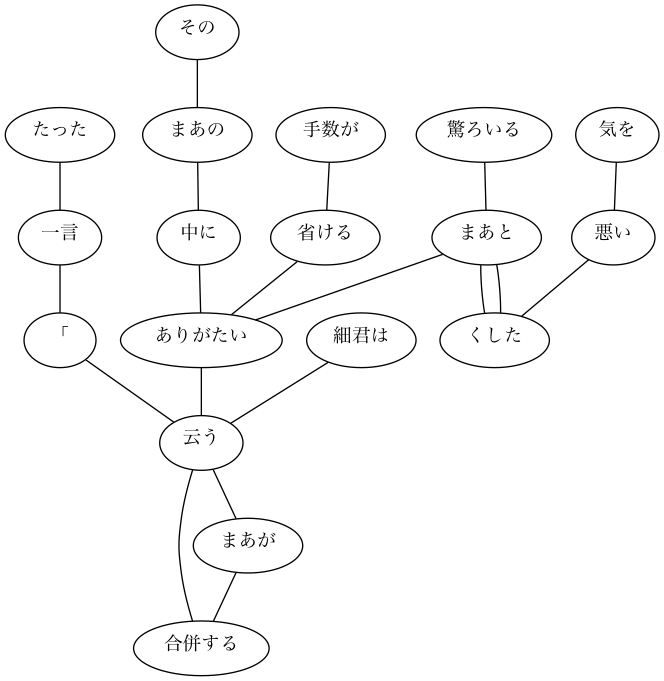 その
たった
まあの
手数が
驚ろいる
気を
一言
中に
省ける
まあと
悪い
「
ありがたい
細君は
くした
云う
まあが
合併する